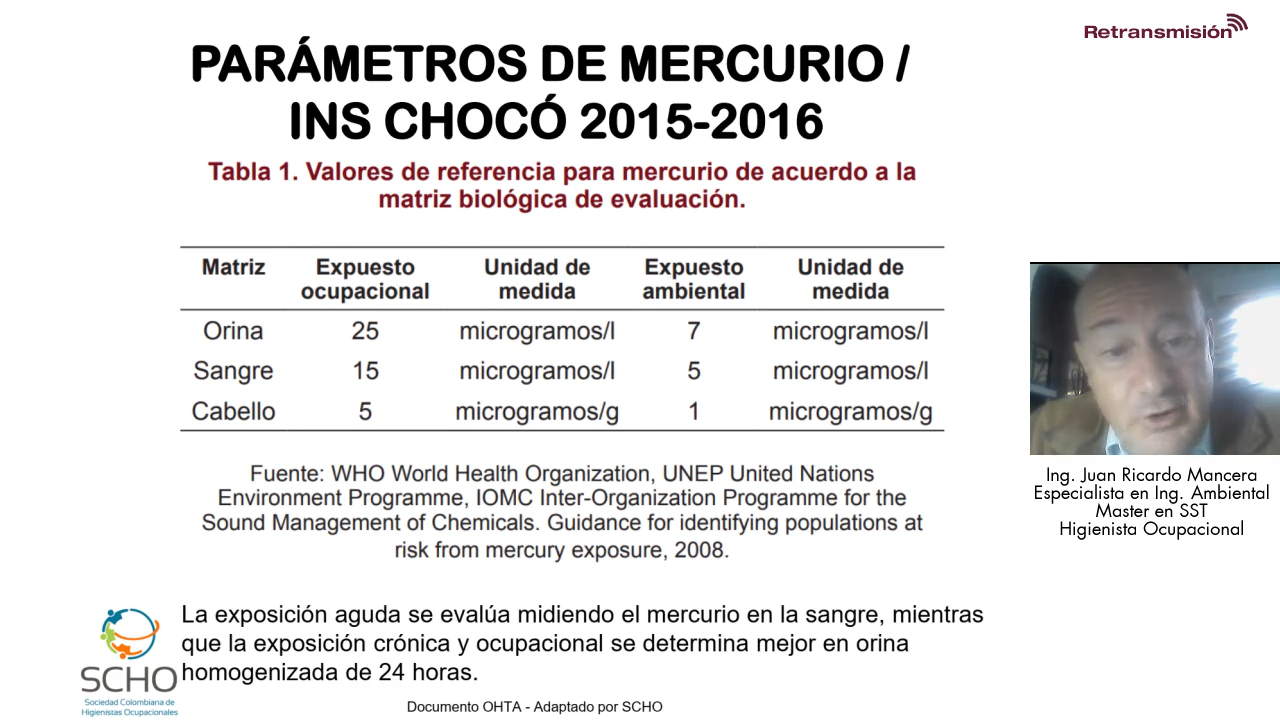 Retransmisión
PARÁMETROS DE MERCURIO /
INS CHOCÓ 2015-2016
Tabla 1. Valores de referencia para mercurio de acuerdo a la
matriz biológica de evaluación.
Matriz Expuesto ocupacional Unidad de medida Expuesto ambiental Unidad de medida
Orina 25 microgramos/l 7 microgramos/l
Sangre 15 microgramos/l 5 microgramos/l
Cabello 5 microgramos/g 1 microgramos/g
Fuente: WHO World Health Organization, UNEP United Nations
Environment Programme, IOMC Inter-Organization Programme for the
Sound Management of Chemicals. Guidance for identifying populations at
risk from mercury exposure, 2008.
Ing. Juan Ricardo Mancera
Especialista en Ing. Ambiental
Master en SST
Higienista Ocupacional
La exposición aguda se evalúa midiendo el mercurio en la sangre, mientras
que la exposición crónica y ocupacional se determina mejor en orina
homogenizada de 24 horas.
SCHO
Sociedad Colombiana de
Higienistas Ocupacionales
Documento OHTA - Adaptado por SCHO